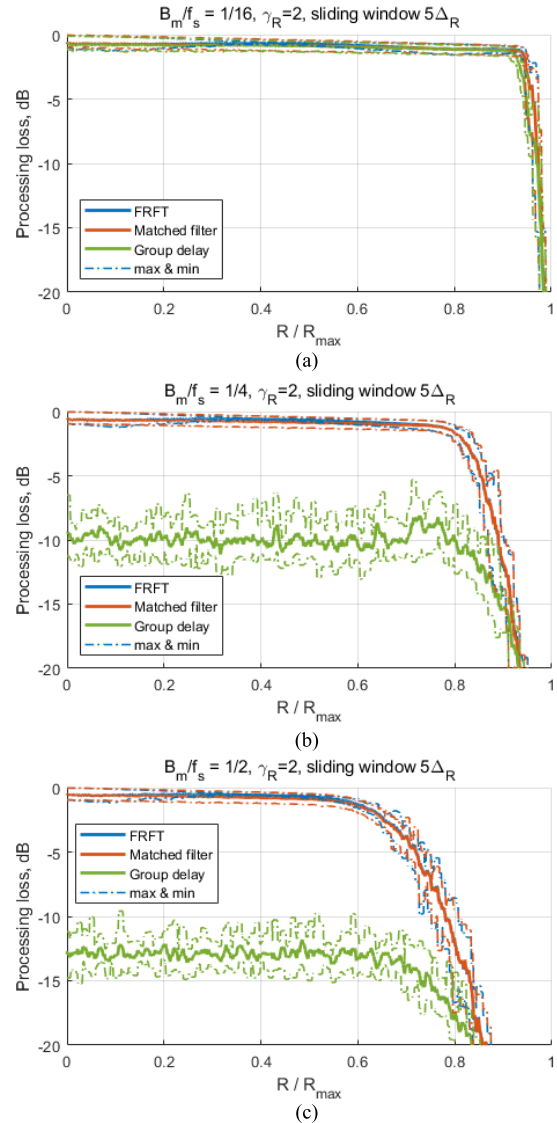 B_m/f_s = 1/16, γ_R=2, sliding window 5Δ_R
Processing loss, dB
0
-5
-10
-15
-20
FRFT
Matched filter
Group delay
max & min
0 0.2 0.4 0.6 0.8 1
R / R_max
(a)
B_m/f_s = 1/4, γ_R=2, sliding window 5Δ_R
Processing loss, dB
0
-5
-10
-15
-20
FRFT
Matched filter
Group delay
max & min
0 0.2 0.4 0.6 0.8 1
R / R_max
(b)
B_m/f_s = 1/2, γ_R=2, sliding window 5Δ_R
Processing loss, dB
0
-5
-10
-15
-20
FRFT
Matched filter
Group delay
max & min
0 0.2 0.4 0.6 0.8 1
R / R_max
(c)